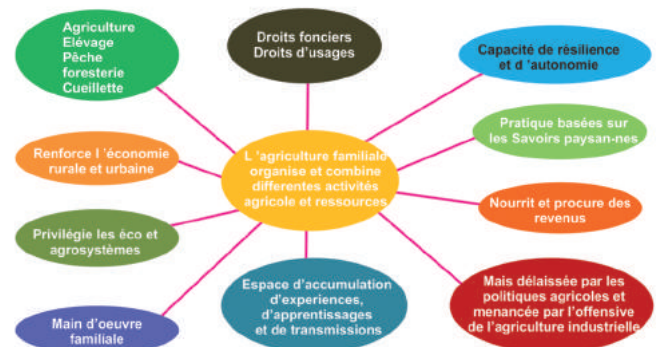 Agriculture
Elévage
Pêche
foresterie
Cueillette
Droits fonciers
Droits d'usages
Capacité de résilience
et d 'autonomie
Renforce l 'économie
rurale et urbaine
L 'agriculture familiale
organise et combine
differentes activités
agricole et ressources
Pratique basées sur
les Savoirs paysan-nes
Privilégie les éco et
agrosystèmes
Nourrit et procure des
revenus
Main d'oeuvre
familiale
Espace d'accumulation
d'experiences,
d'apprentissages
et de transmissions
Mais délaissée par les
politiques agricoles et
menancée par l'offensive
de l'agriculture industrielle